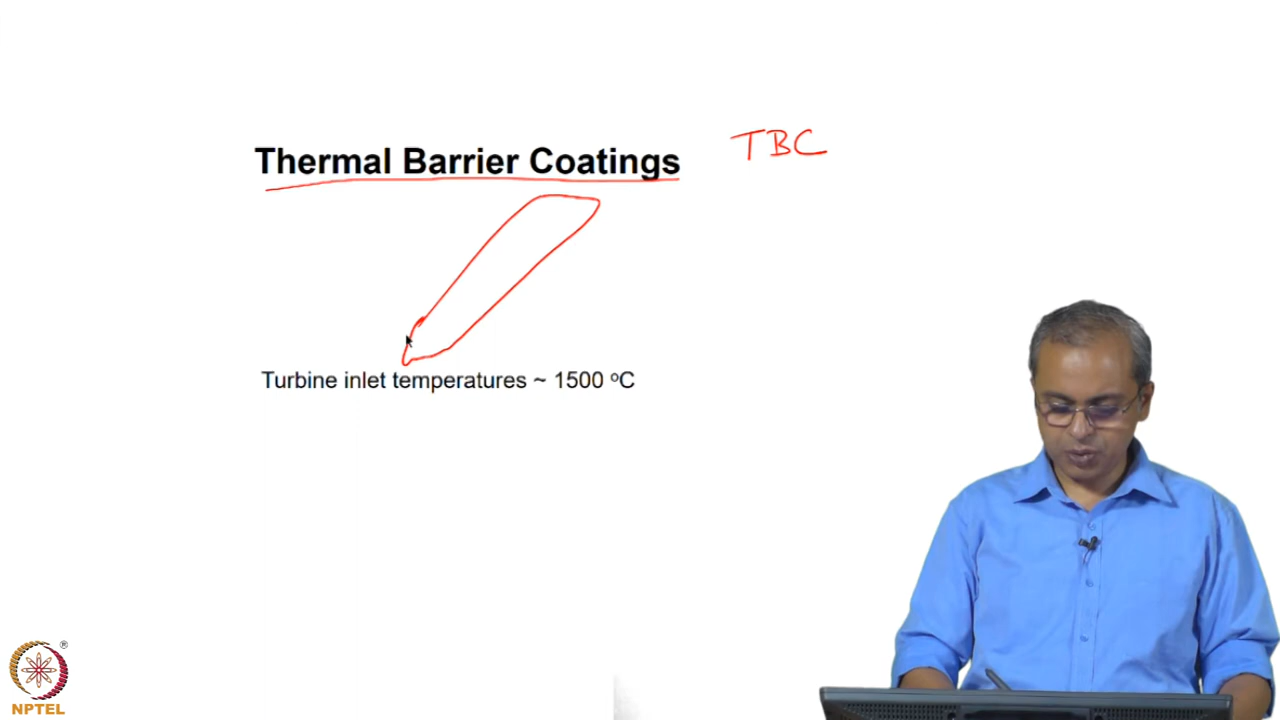 Thermal Barrier Coatings
TBC
Turbine inlet temperatures ~ 1500 ºC
®
NPTEL